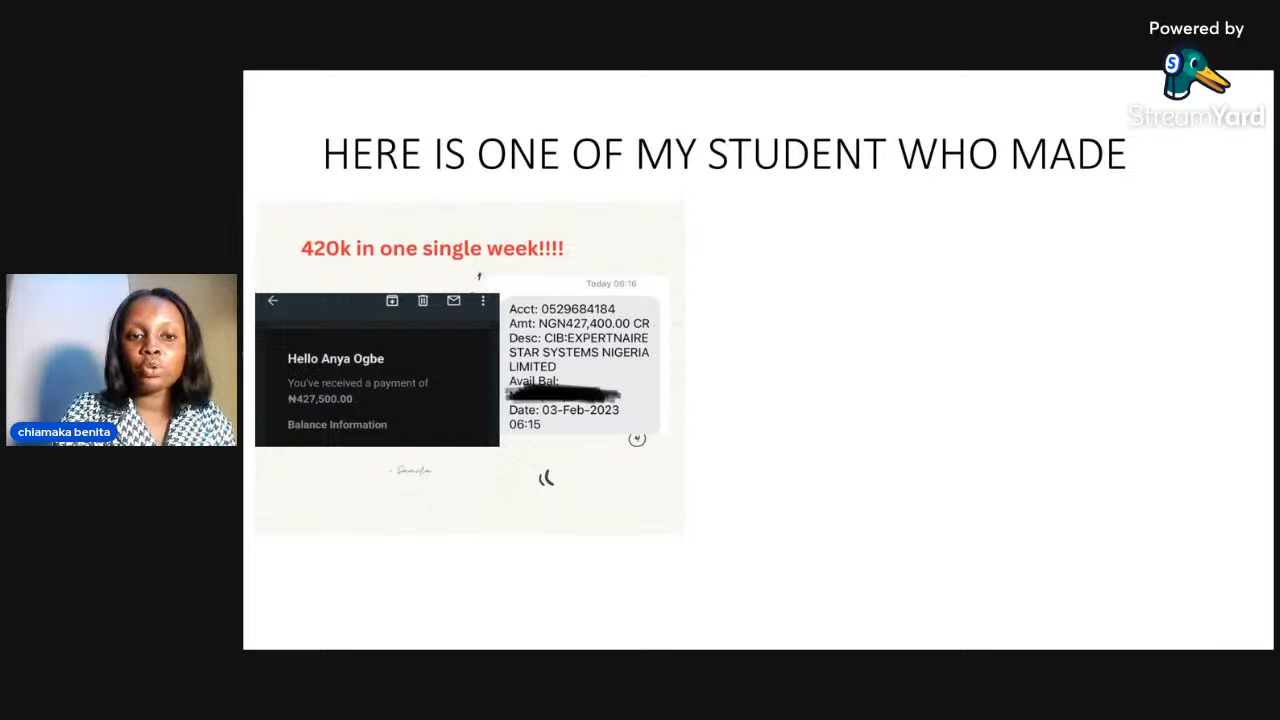 Powered by
StreamYard
HERE IS ONE OF MY STUDENT WHO MADE
420k in one single week!!!!
Today 06:16
Acct: 0529684184
Amt: NGN427,400.00 CR
Desc: CIB:EXPERTNAIRE
STAR SYSTEMS NIGERIA
LIMITED
Avail Bal:
Date: 03-Feb-2023
06:15
Hello Anya Ogbe
You've received a payment of
₦427,500.00
Balance Information
chiamaka benita